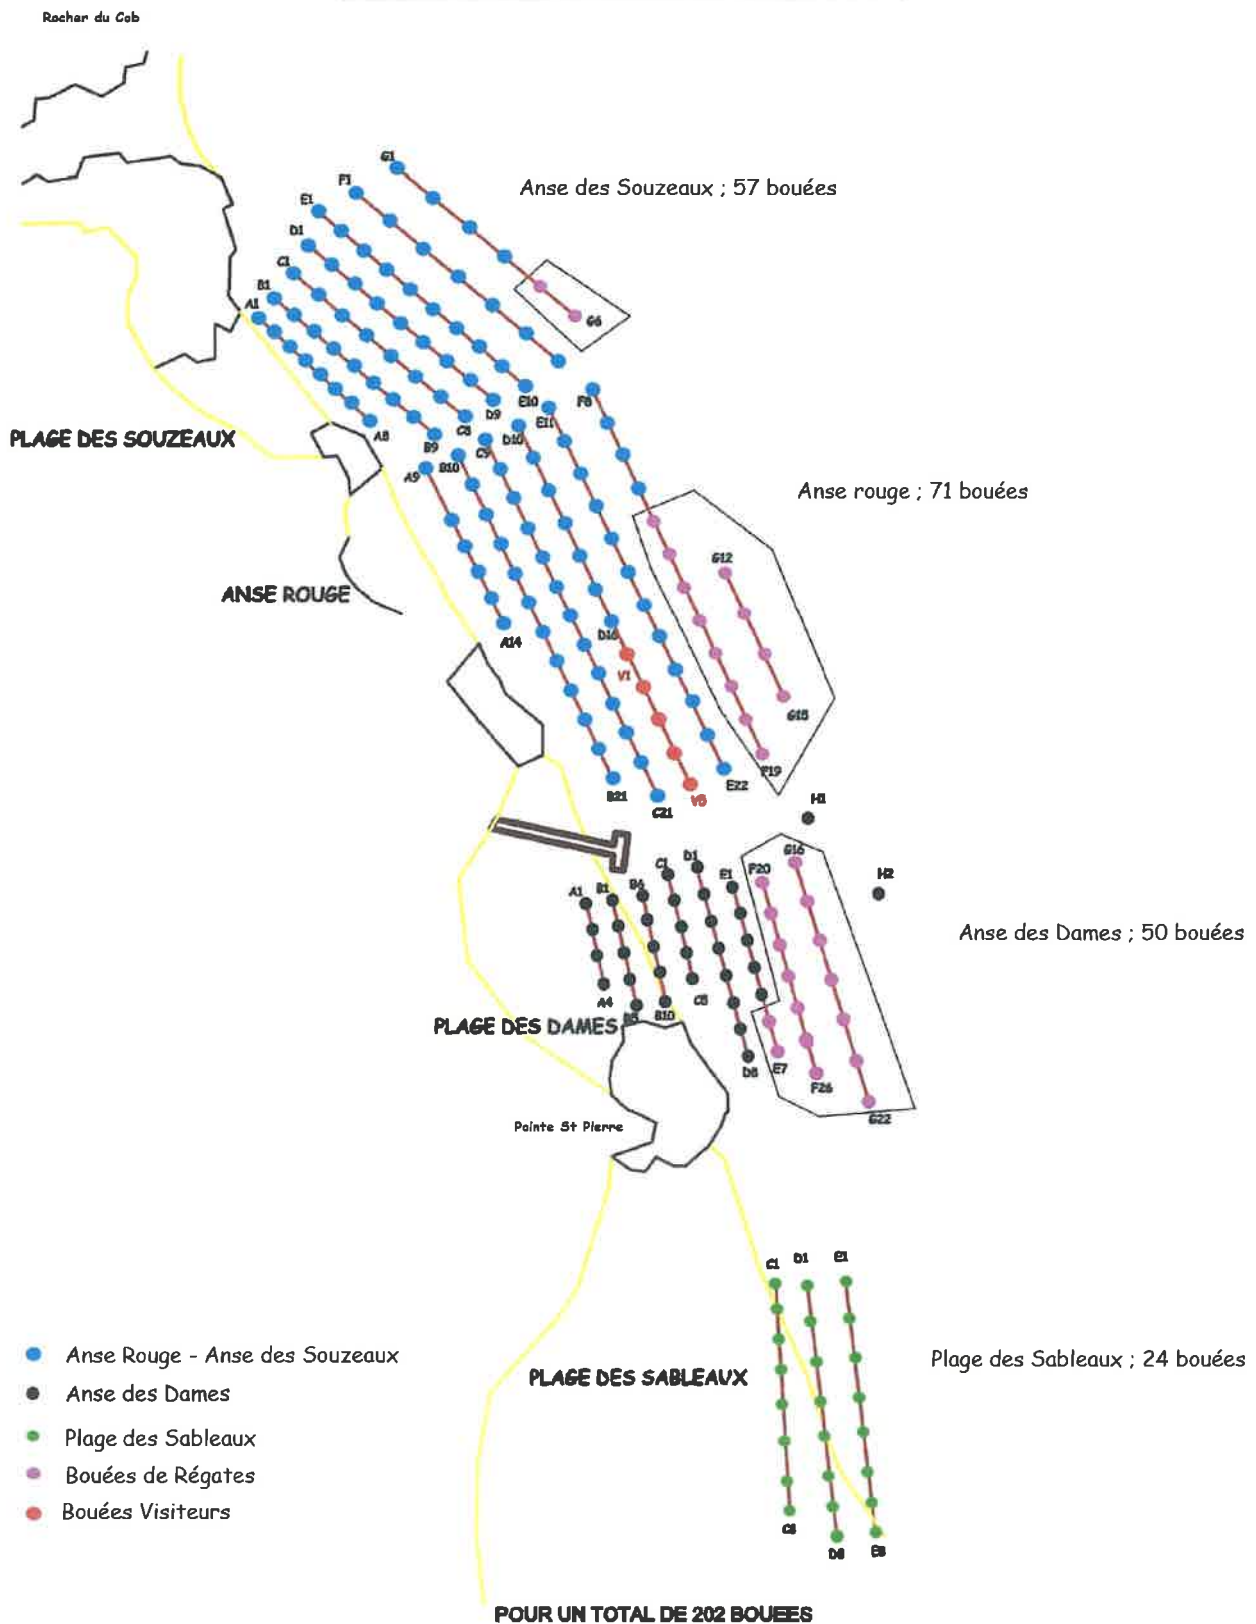 Rocher du Cob
G1
F1
Anse des Souzeaux ; 57 bouées
E1
D1
C1
B1
A1
G6
E10
F8
D9
E11
C8
D10
A8
B9
C9
PLAGE DES SOUZEAUX
B10
A9
Anse rouge ; 71 bouées
G12
ANSE ROUGE
D16
A14
V1
G15
F19
E22
B21
V5
C21
H1
D1
G16
C1
F20
E1
H2
B6
B1
A1
Anse des Dames ; 50 bouées
A4
C5
B10
B5
PLAGE DES DAMES
E7
D8
F26
G22
Pointe St Pierre
C1
D1
E1
Anse Rouge - Anse des Souzeaux
Plage des Sableaux ; 24 bouées
PLAGE DES SABLEAUX
Anse des Dames
Plage des Sableaux
Bouées de Régates
Bouées Visiteurs
C8
D8
E8
POUR UN TOTAL DE 202 BOUEES